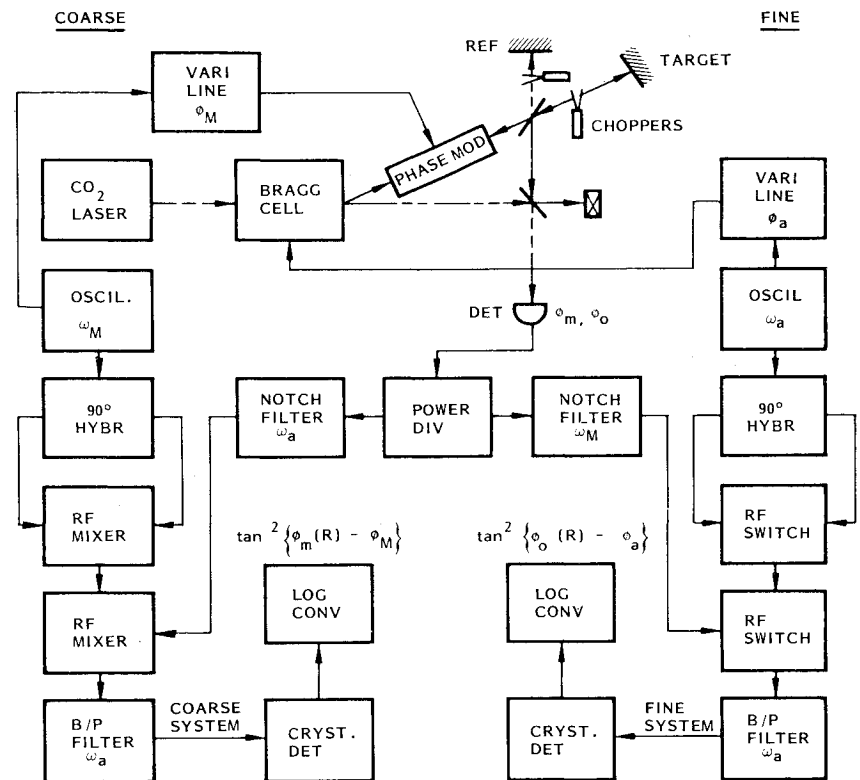 COARSE
FINE
REF
TARGET
CHOPPERS
VARI
LINE
ϕM
PHASE MOD
CO2
LASER
BRAGG
CELL
VARI
LINE
ϕa
OSCIL.
ωM
DET
ϕm, ϕo
OSCIL
ωa
90°
HYBR
NOTCH
FILTER
ωa
POWER
DIV
NOTCH
FILTER
ωM
90°
HYBR
RF
MIXER
tan 2 {ϕm(R) - ϕM}
tan2 {ϕo (R) - ϕa}
RF
SWITCH
RF
MIXER
LOG
CONV
LOG
CONV
RF
SWITCH
B/P
FILTER
ωa
COARSE
SYSTEM
CRYST.
DET
CRYST.
DET
FINE
SYSTEM
B/P
FILTER
ωa